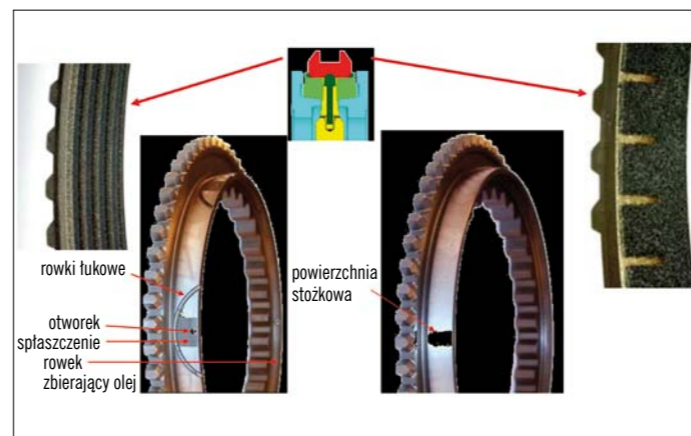 rowki łukowe
otworek
spłaszczenie
rowek
zbierający olej
powierzchnia
stożkowa